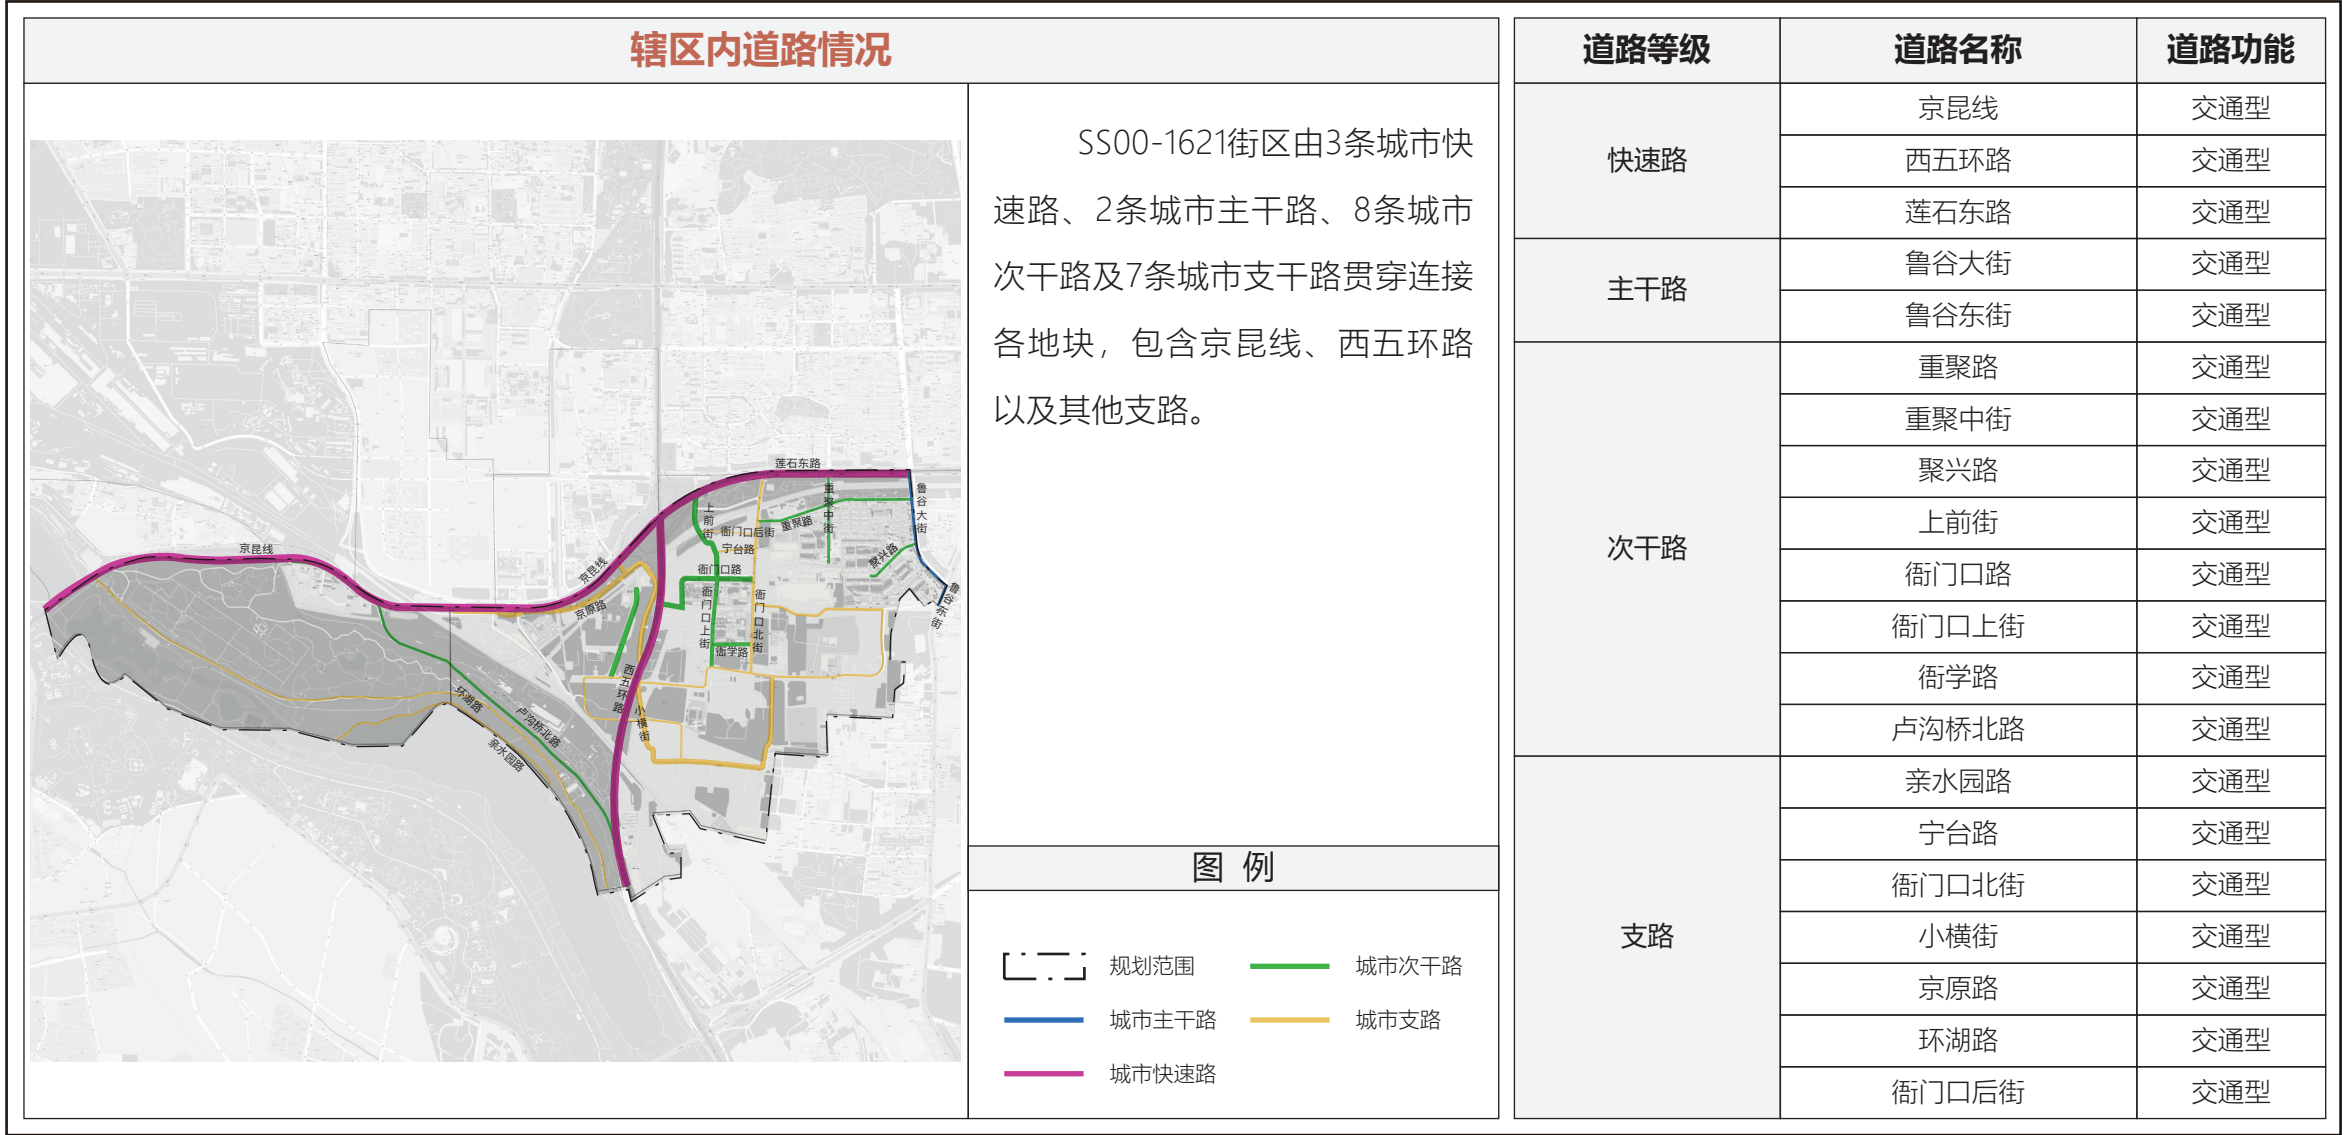 辖区内道路情况
SS00-1621街区由3条城市快
速路、2条城市主干路、8条城市
次干路及7条城市支干路贯穿连接
各地块，包含京昆线、西五环路
以及其他支路。
莲石东路
鲁谷大街
重聚中街
上前街
衙门口后街
重聚路
宁台路
聚兴路
京昆线
京昆线
衙门口路
鲁谷东街
京原路
衙门口上街
衙门口北街
衙学路
西五环路
环湖路
卢沟桥北路
小横街
亲水园路
图 例
规划范围 城市次干路
城市主干路 城市支路
城市快速路
道路等级 道路名称 道路功能
快速路
京昆线 交通型
西五环路 交通型
莲石东路 交通型
主干路
鲁谷大街 交通型
鲁谷东街 交通型
次干路
重聚路 交通型
重聚中街 交通型
聚兴路 交通型
上前街 交通型
衙门口路 交通型
衙门口上街 交通型
衙学路 交通型
卢沟桥北路 交通型
支路
亲水园路 交通型
宁台路 交通型
衙门口北街 交通型
小横街 交通型
京原路 交通型
环湖路 交通型
衙门口后街 交通型